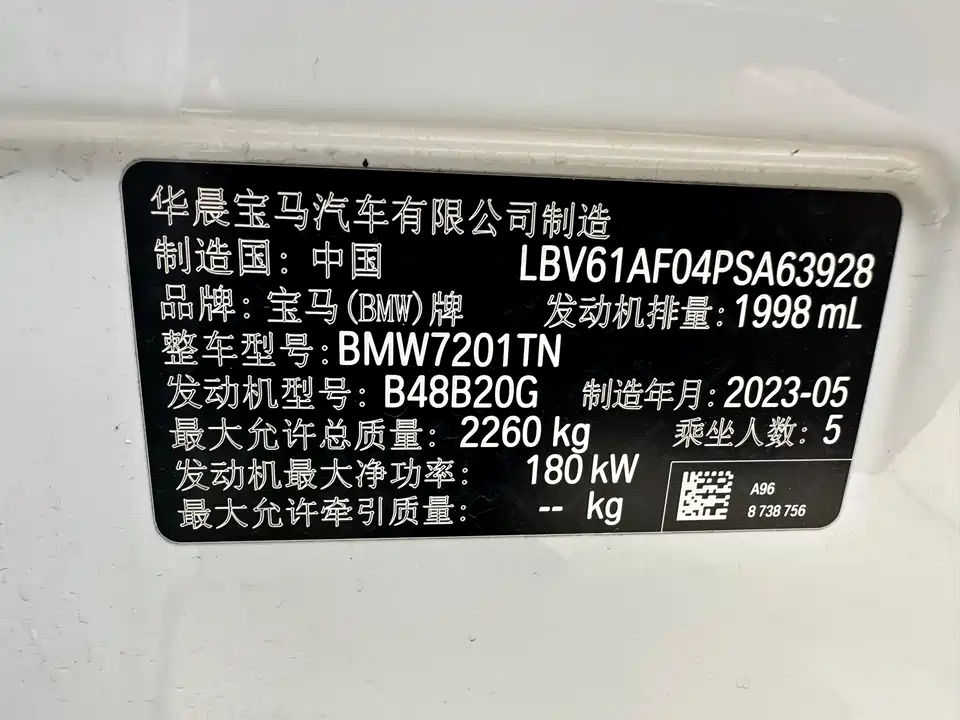 华晨宝马汽车有限公司制造
制造国：中国 LBV61AF04PSA63928
品牌：宝马(BMW)牌 发动机排量：1998 mL
整车型号：BMW7201TN
发动机型号：B48B20G 制造年月：2023-05
最大允许总质量：2260 kg 乘坐人数：5
发动机最大净功率：180 kW
最大允许牵引质量：-- kg
A96
8 738 756